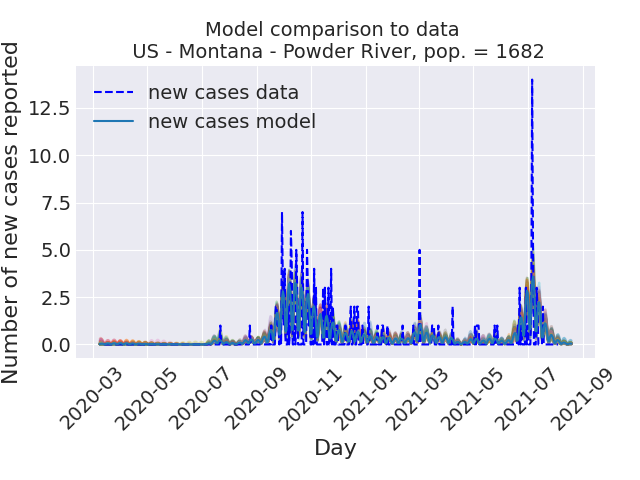 Model comparison to data
US - Montana - Powder River, pop. = 1682
Number of new cases reported
12.5
10.0
7.5
5.0
2.5
0.0
new cases data
new cases model
2020-03
2020-05
2020-07
2020-09
2020-11
2021-01
2021-03
2021-05
2021-07
2021-09
Day